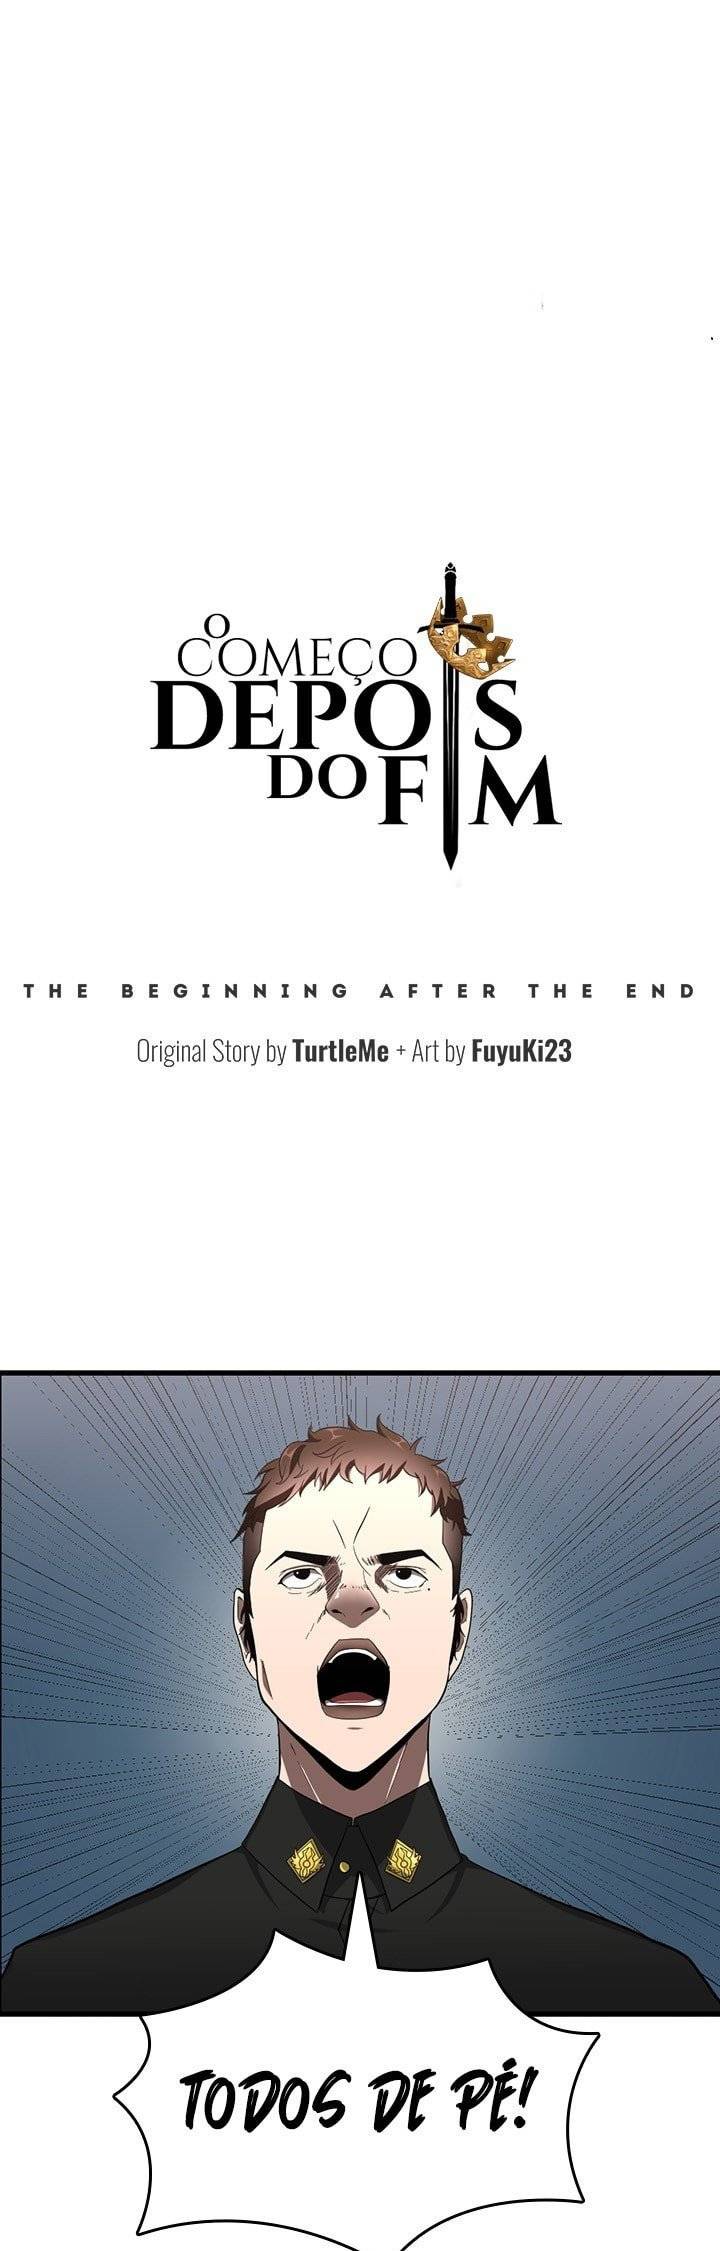 O
COMEÇO
DEPOIS
DO FIM
THE BEGINNING AFTER THE END
Original Story by TurtleMe + Art by FuyuKi23
TODOS DE PÉ!